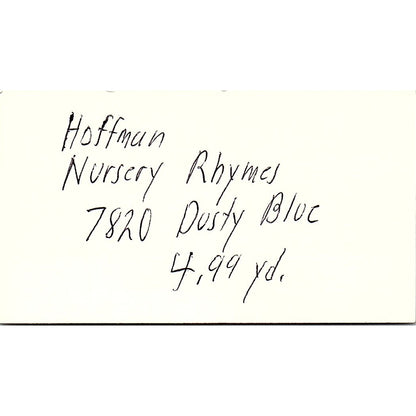 Hoffman
Nursery Rhymes
7820 Dusty Blue
4.99 yd.